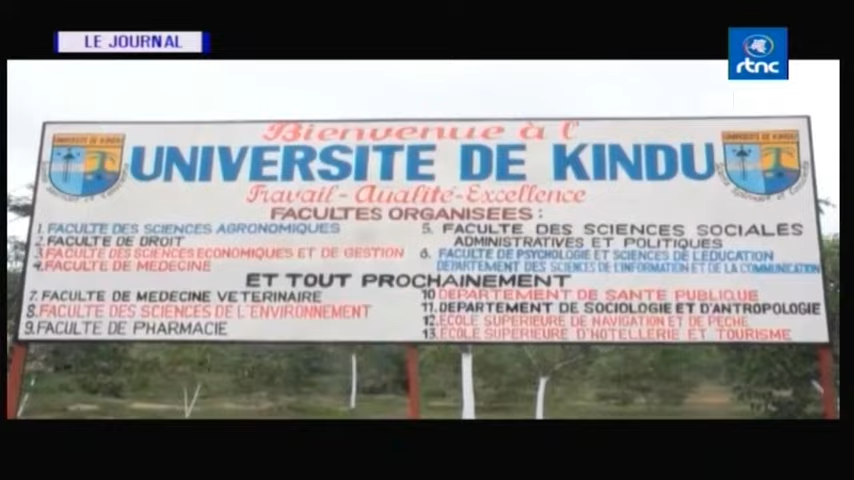 LE JOURNAL
rtnc
Bienvenue à l'
UNIVERSITE DE KINDU
Travail - Qualité - Excellence
FACULTES ORGANISEES :
1. FACULTE DES SCIENCES AGRONOMIQUES
2. FACULTE DE DROIT
3. FACULTE DES SCIENCES ECONOMIQUES ET DE GESTION
4. FACULTE DE MEDECINE
5. FACULTE DES SCIENCES SOCIALES
ADMINISTRATIVES ET POLITIQUES
6. FACULTE DE PSYCHOLOGIE ET SCIENCES DE L'EDUCATION
DEPARTEMENT DES SCIENCES DE L'INFORMATION ET DE LA COMMUNICATION
ET TOUT PROCHAINEMENT
7. FACULTE DE MEDECINE VETERINAIRE
8. FACULTE DES SCIENCES DE L'ENVIRONNEMENT
9. FACULTE DE PHARMACIE
10 DEPARTEMENT DE SANTE PUBLIQUE
11. DEPARTEMENT DE SOCIOLOGIE ET D'ANTROPOLOGIE
12. ECOLE SUPERIEURE DE NAVIGATION ET DE PECHE
13. ECOLE SUPERIEURE D'HOTELLERIE ET TOURISME
UNIVERSITE DE KINDU
UNIVERSITE DE KINDU